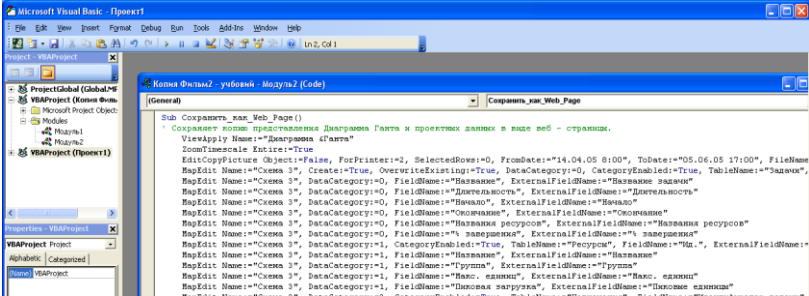 Microsoft Visual Basic - Проект1
File Edit View Insert Format Debug Run Tools Add-Ins Window Help
Ln 2, Col 1
Project - VBAProject
ProjectGlobal (Global.MP
VBAProject (Копия Филь
Microsoft Project Object:
Modules
Модуль1
Модуль2
VBAProject (Проект1)
Properties - VBAProject
VBAProject Project
Alphabetic Categorized
(Name) VBAProject
Копия Фильм2 - учбовий - Модуль2 (Code)
(General) Сохранить_как_Web_Page
Sub Сохранить_как_Web_Page()
' Сохраняет копию представления Диаграмма Ганта и проектных данных в виде веб - страницы.
ViewApply Name:="Диаграмма &Ганта"
ZoomTimescale Entire:=True
EditCopyPicture Object:=False, ForPrinter:=2, SelectedRows:=0, FromDate:="14.04.05 8:00", ToDate:="05.06.05 17:00", FileName
MapEdit Name:="Схема 3", Create:=True, OverwriteExisting:=True, DataCategory:=0, CategoryEnabled:=True, TableName:="Задачи",
MapEdit Name:="Схема 3", DataCategory:=0, FieldName:="Название", ExternalFieldName:="Название задачи"
MapEdit Name:="Схема 3", DataCategory:=0, FieldName:="Длительность", ExternalFieldName:="Длительность"
MapEdit Name:="Схема 3", DataCategory:=0, FieldName:="Начало", ExternalFieldName:="Начало"
MapEdit Name:="Схема 3", DataCategory:=0, FieldName:="Окончание", ExternalFieldName:="Окончание"
MapEdit Name:="Схема 3", DataCategory:=0, FieldName:="Названия ресурсов", ExternalFieldName:="Названия ресурсов"
MapEdit Name:="Схема 3", DataCategory:=0, FieldName:="% завершения", ExternalFieldName:="% завершения"
MapEdit Name:="Схема 3", DataCategory:=1, CategoryEnabled:=True, TableName:="Ресурсы", FieldName:="Ид.", ExternalFieldName:=
MapEdit Name:="Схема 3", DataCategory:=1, FieldName:="Название", ExternalFieldName:="Название"
MapEdit Name:="Схема 3", DataCategory:=1, FieldName:="Группа", ExternalFieldName:="Группа"
MapEdit Name:="Схема 3", DataCategory:=1, FieldName:="Макс. единиц", ExternalFieldName:="Макс. единиц"
MapEdit Name:="Схема 3", DataCategory:=1, FieldName:="Пиковая загрузка", ExternalFieldName:="Пиковые единицы"